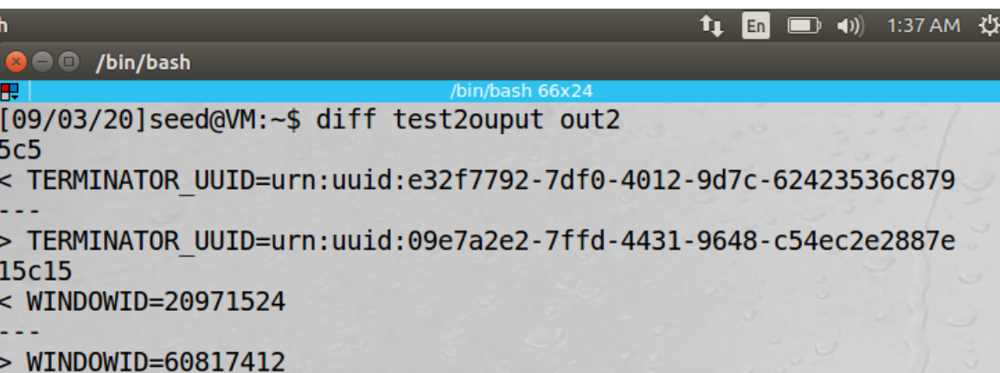 h
En
1:37 AM
/bin/bash
/bin/bash 66x24
[09/03/20]seed@VM:~$ diff test2ouput out2
5c5
< TERMINATOR_UUID=urn:uuid:e32f7792-7df0-4012-9d7c-62423536c879
---
> TERMINATOR_UUID=urn:uuid:09e7a2e2-7ffd-4431-9648-c54ec2e2887e
15c15
< WINDOWID=20971524
---
> WINDOWID=60817412